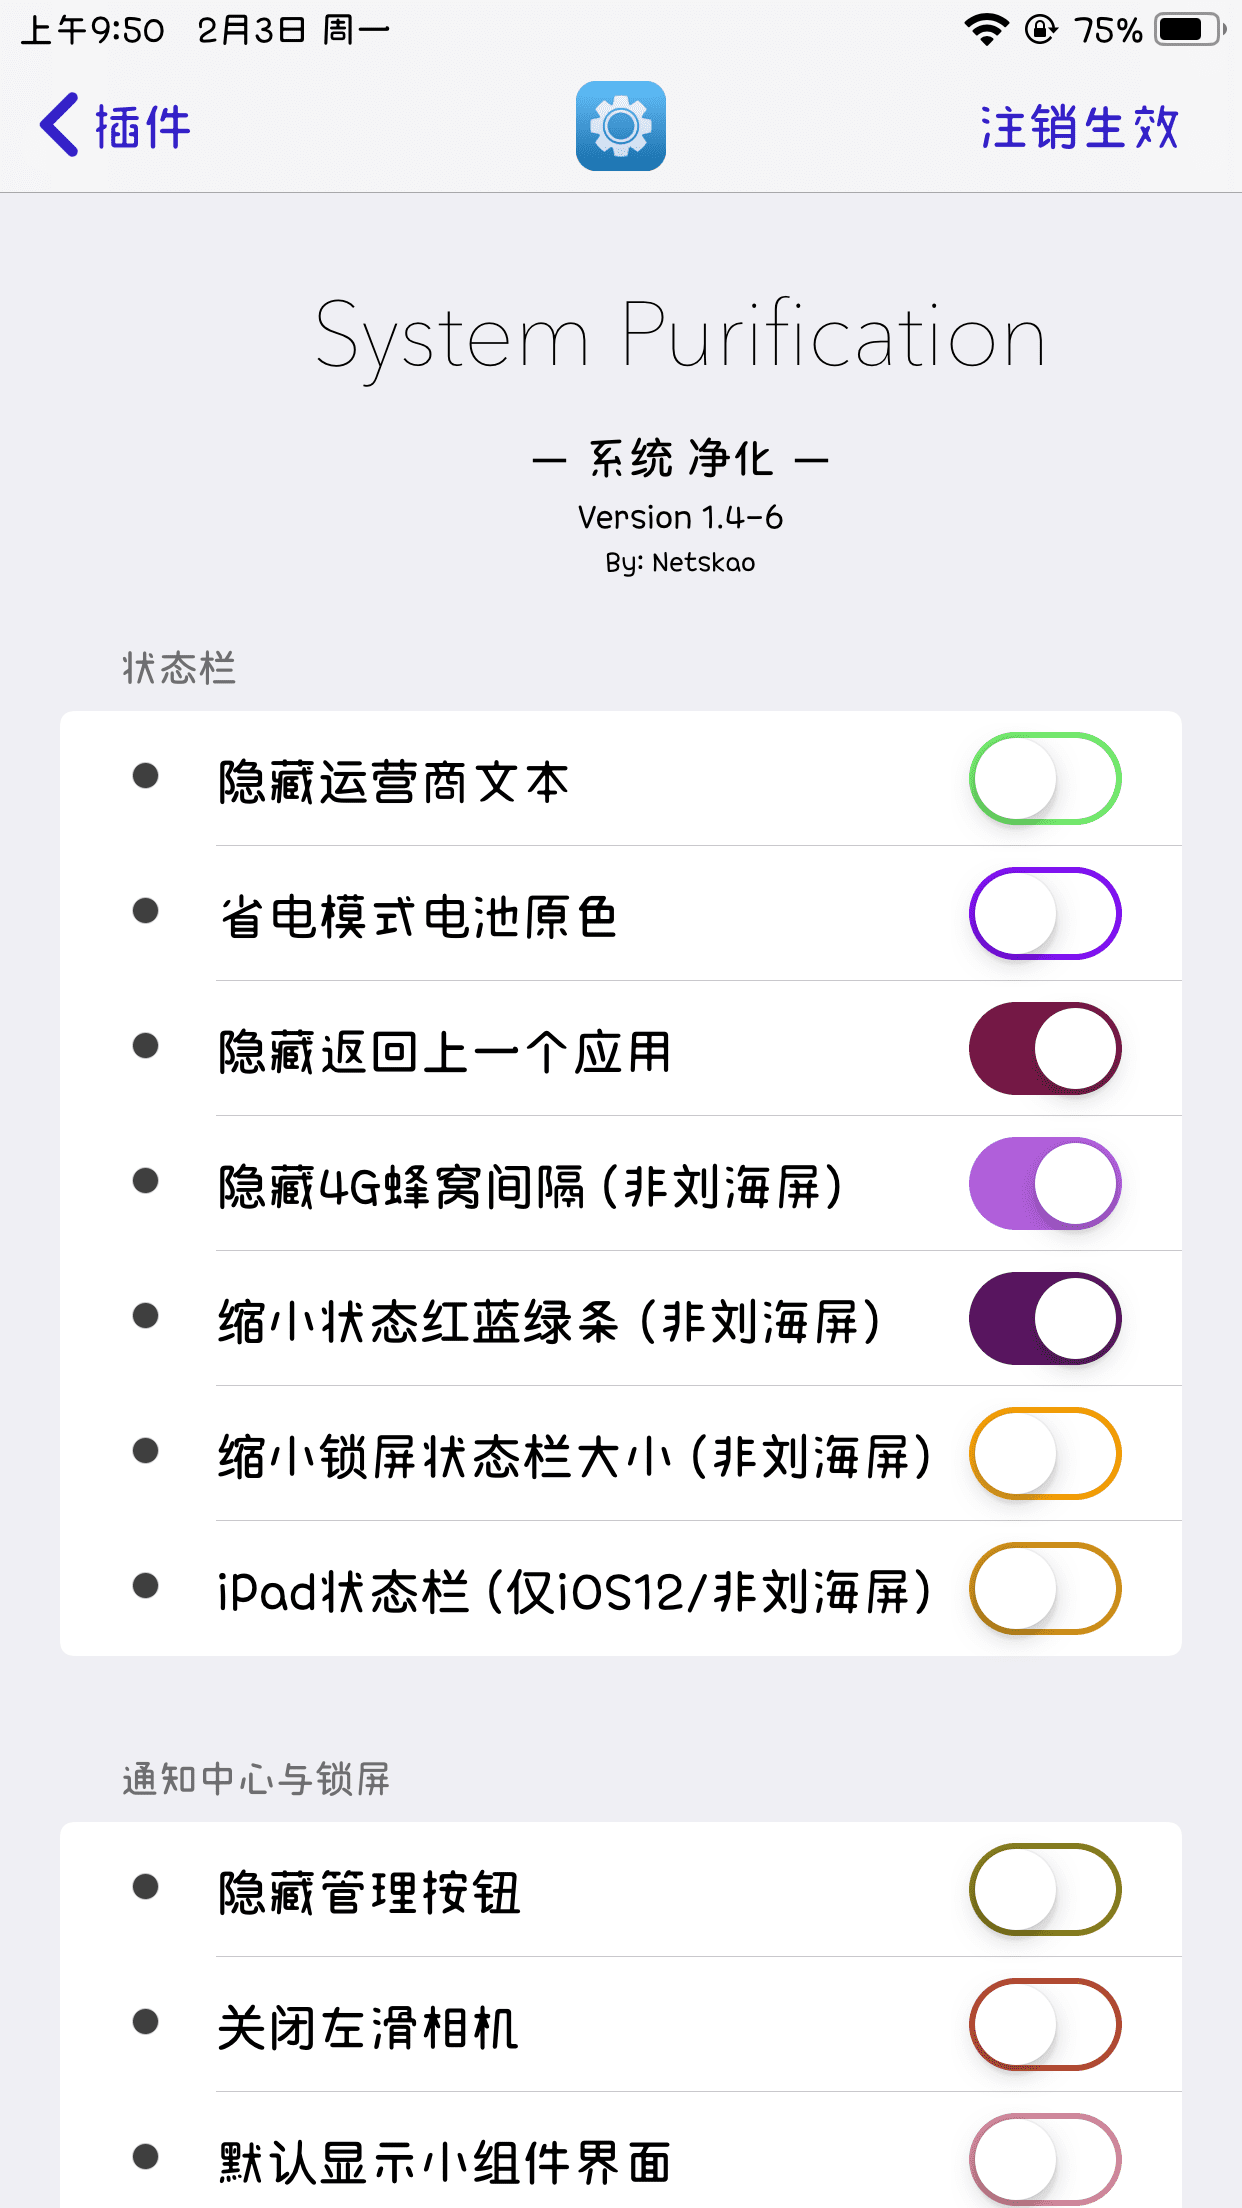 上午9:50 2月3日 周一
75%
插件
注销生效
System Purification
— 系统 净化 —
Version 1.4-6
By: Netskao
状态栏
隐藏运营商文本
省电模式电池原色
隐藏返回上一个应用
隐藏4G蜂窝间隔 (非刘海屏)
缩小状态红蓝绿条 (非刘海屏)
缩小锁屏状态栏大小 (非刘海屏)
iPad状态栏 (仅iOS12/非刘海屏)
通知中心与锁屏
隐藏管理按钮
关闭左滑相机
默认显示小组件界面